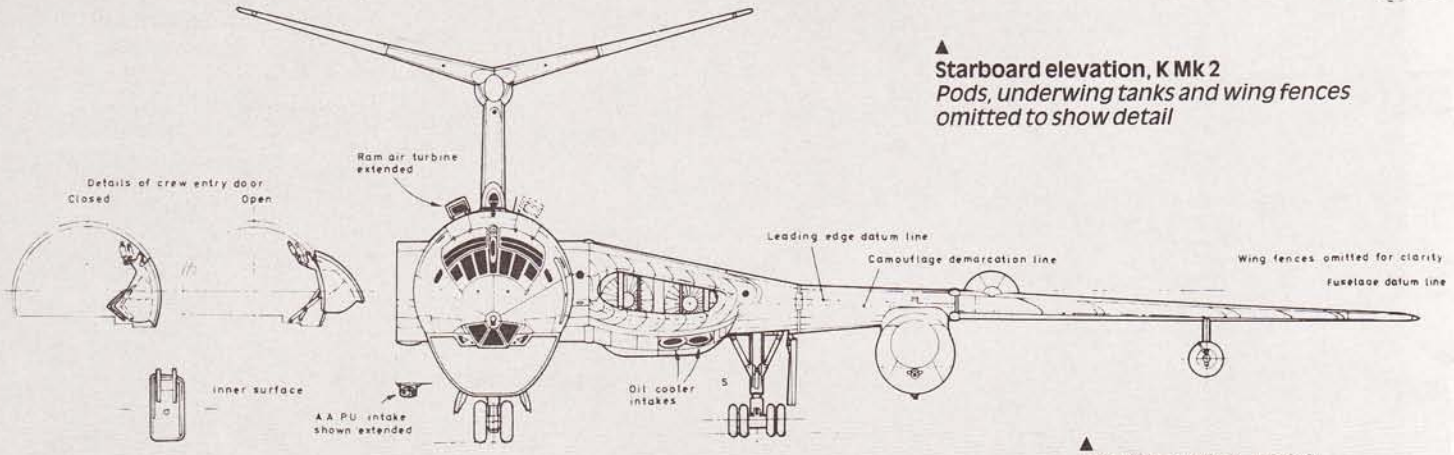 Starboard elevation, K Mk 2
Pods, underwing tanks and wing fences
omitted to show detail
Ram air turbine
extended
Details of crew entry door
Closed
Open
Leading edge datum line
Camouflage demarcation line
Wing fences omitted for clarity
Fuselage datum line
inner surface
A.A.P.U. intake
shown extended
Oil cooler
intakes
S